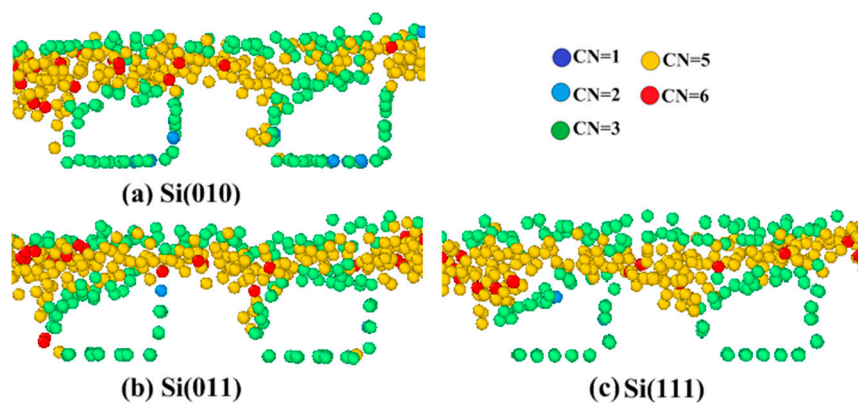 CN=1
CN=5
CN=2
CN=6
CN=3
(a) Si(010)
(b) Si(011)
(c) Si(111)